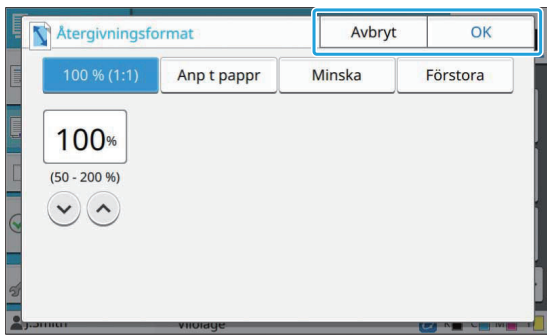 Återgivningsformat Avbryt OK
100 % (1:1) Anp t pappr Minska Förstora
100%
(50 - 200 %)